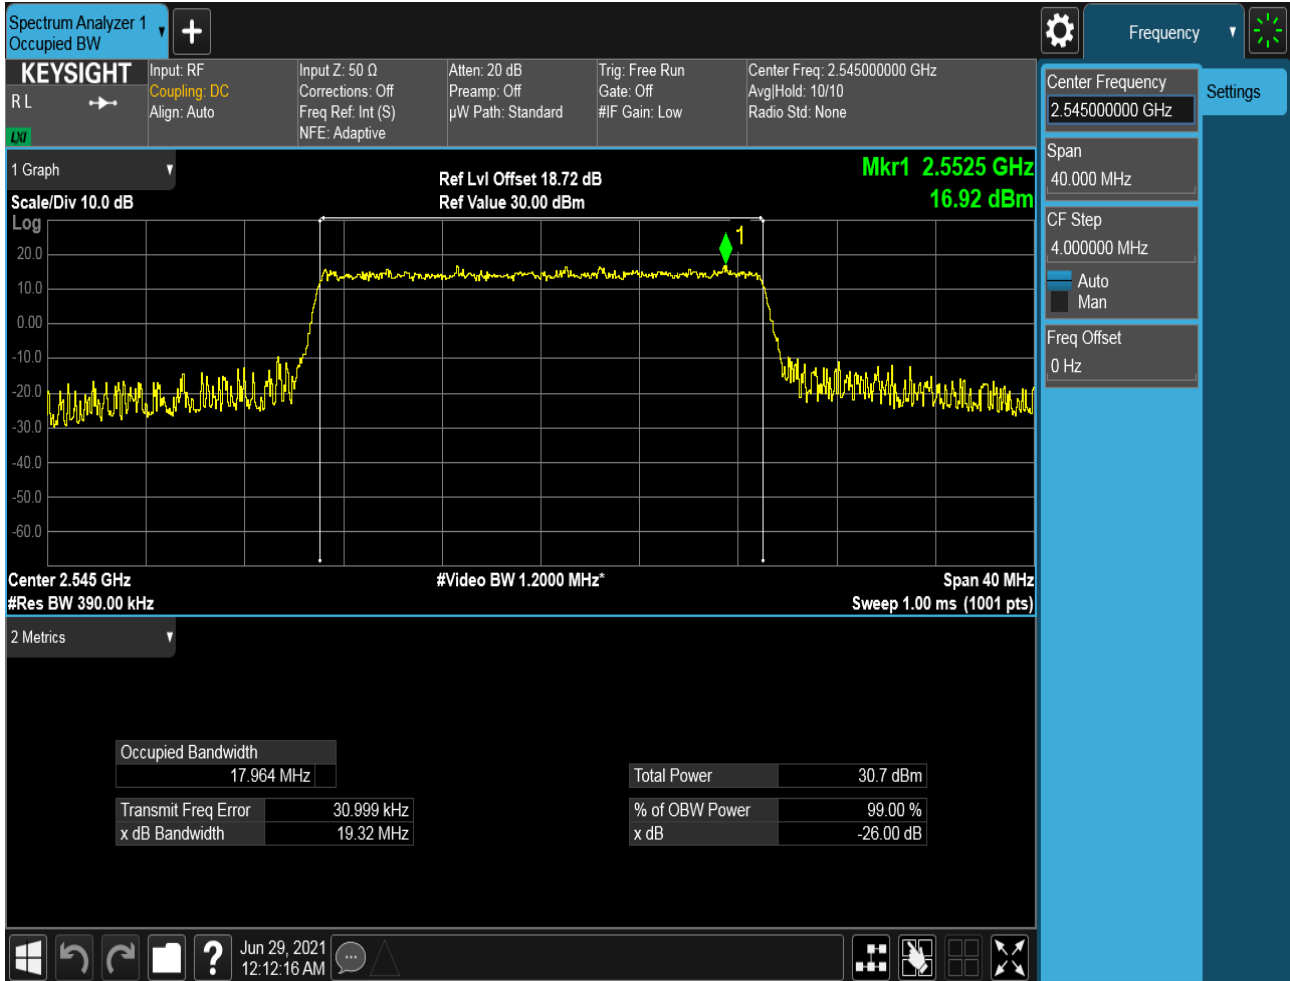 Spectrum Analyzer 1
Occupied BW
Frequency
KEYSIGHT
R L
LXI
Input: RF
Coupling: DC
Align: Auto
Input Z: 50 Ω
Corrections: Off
Freq Ref: Int (S)
NFE: Adaptive
Atten: 20 dB
Preamp: Off
µW Path: Standard
Trig: Free Run
Gate: Off
#IF Gain: Low
Center Freq: 2.545000000 GHz
Avg|Hold: 10/10
Radio Std: None
Center Frequency
2.545000000 GHz
Settings
Span
40.000 MHz
CF Step
4.000000 MHz
Auto
Man
Freq Offset
0 Hz
1 Graph
Scale/Div 10.0 dB
Log
Ref Lvl Offset 18.72 dB
Ref Value 30.00 dBm
Mkr1 2.5525 GHz
16.92 dBm
1
20.0
10.0
0.00
-10.0
-20.0
-30.0
-40.0
-50.0
-60.0
Center 2.545 GHz
#Res BW 390.00 kHz
#Video BW 1.2000 MHz*
Span 40 MHz
Sweep 1.00 ms (1001 pts)
2 Metrics
Occupied Bandwidth
17.964 MHz
Transmit Freq Error 30.999 kHz
x dB Bandwidth 19.32 MHz
Total Power 30.7 dBm
% of OBW Power 99.00 %
x dB -26.00 dB
?
Jun 29, 2021
12:12:16 AM